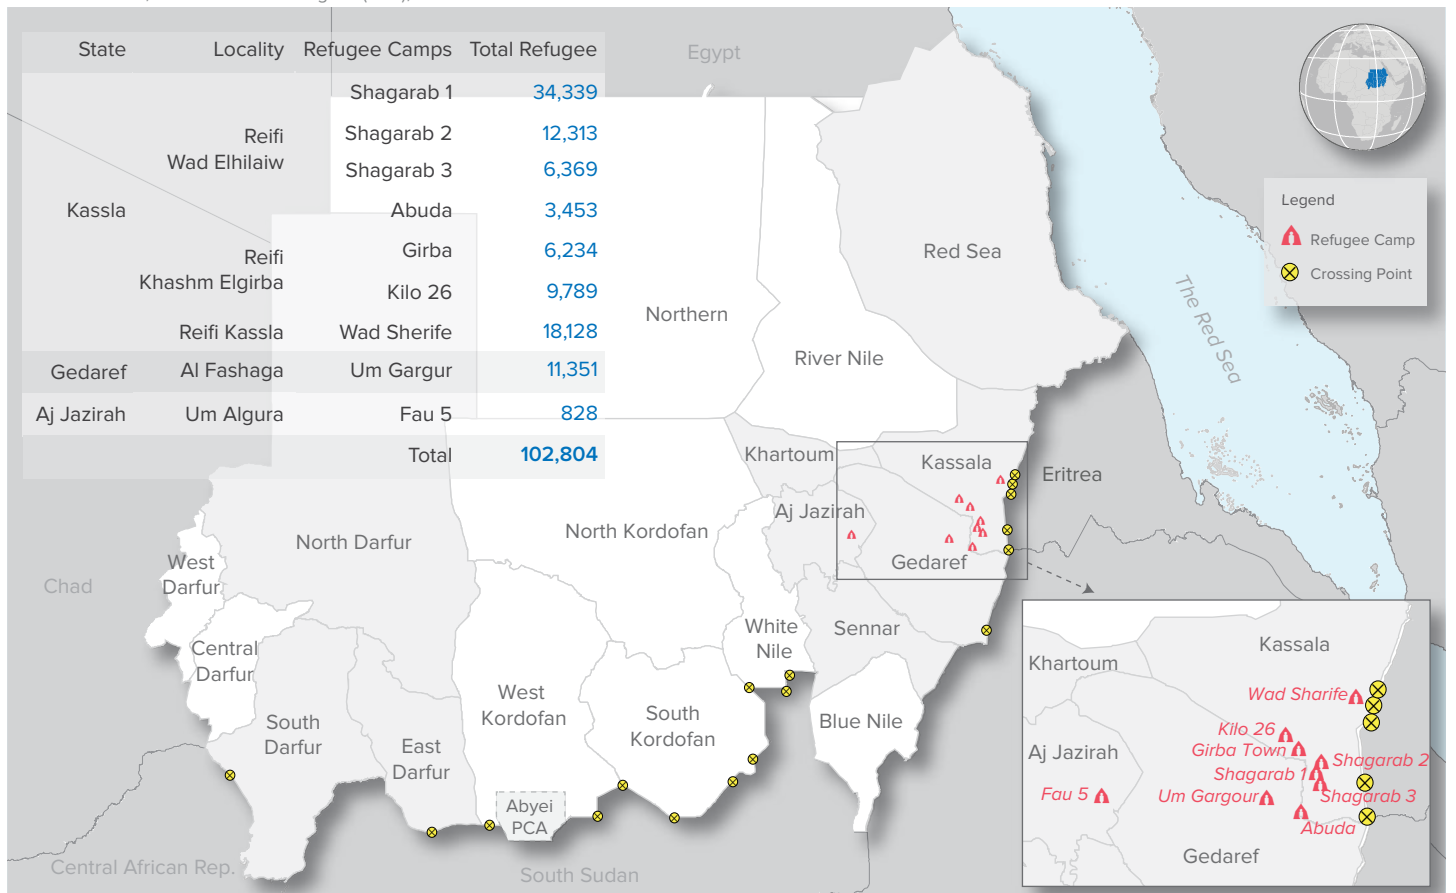 State Locality Refugee Camps Total Refugee
Shagarab 1 34,339
Reifi
Wad Elhilaiw
Shagarab 2 12,313
Shagarab 3 6,369
Kassla
Abuda 3,453
Reifi
Khashm Elgirba
Girba 6,234
Kilo 26 9,789
Reifi Kassla Wad Sherife 18,128
Gedaref Al Fashaga Um Gargur 11,351
Aj Jazirah Um Algura Fau 5 828
Total 102,804
Egypt
Legend
Refugee Camp
Crossing Point
Red Sea
The Red Sea
Northern
River Nile
Khartoum
Kassala
Eritrea
Aj Jazirah
North Kordofan
North Darfur
Gedaref
West
Darfur
Chad
Central
Darfur
White
Nile
Sennar
West
Kordofan
South
Kordofan
Blue Nile
South
Darfur
East
Darfur
Abyei
PCA
Central African Rep.
South Sudan
Kassala
Khartoum
Wad Sharife
Kilo 26
Girba Town
Aj Jazirah
Shagarab 2
Shagarab 1
Fau 5
Um Gargour
Shagarab 3
Abuda
Gedaref